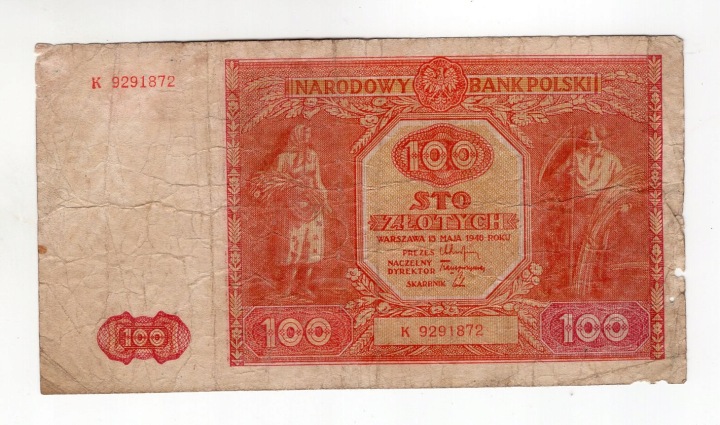 K 9291872
NARODOWY BANK POLSKI
100
STO
ZŁOTYCH
WARSZAWA 15 MAJA 1946 ROKU
PREZES
NACZELNY
DYREKTOR
SKARBNIK
100
100
K 9291872
100